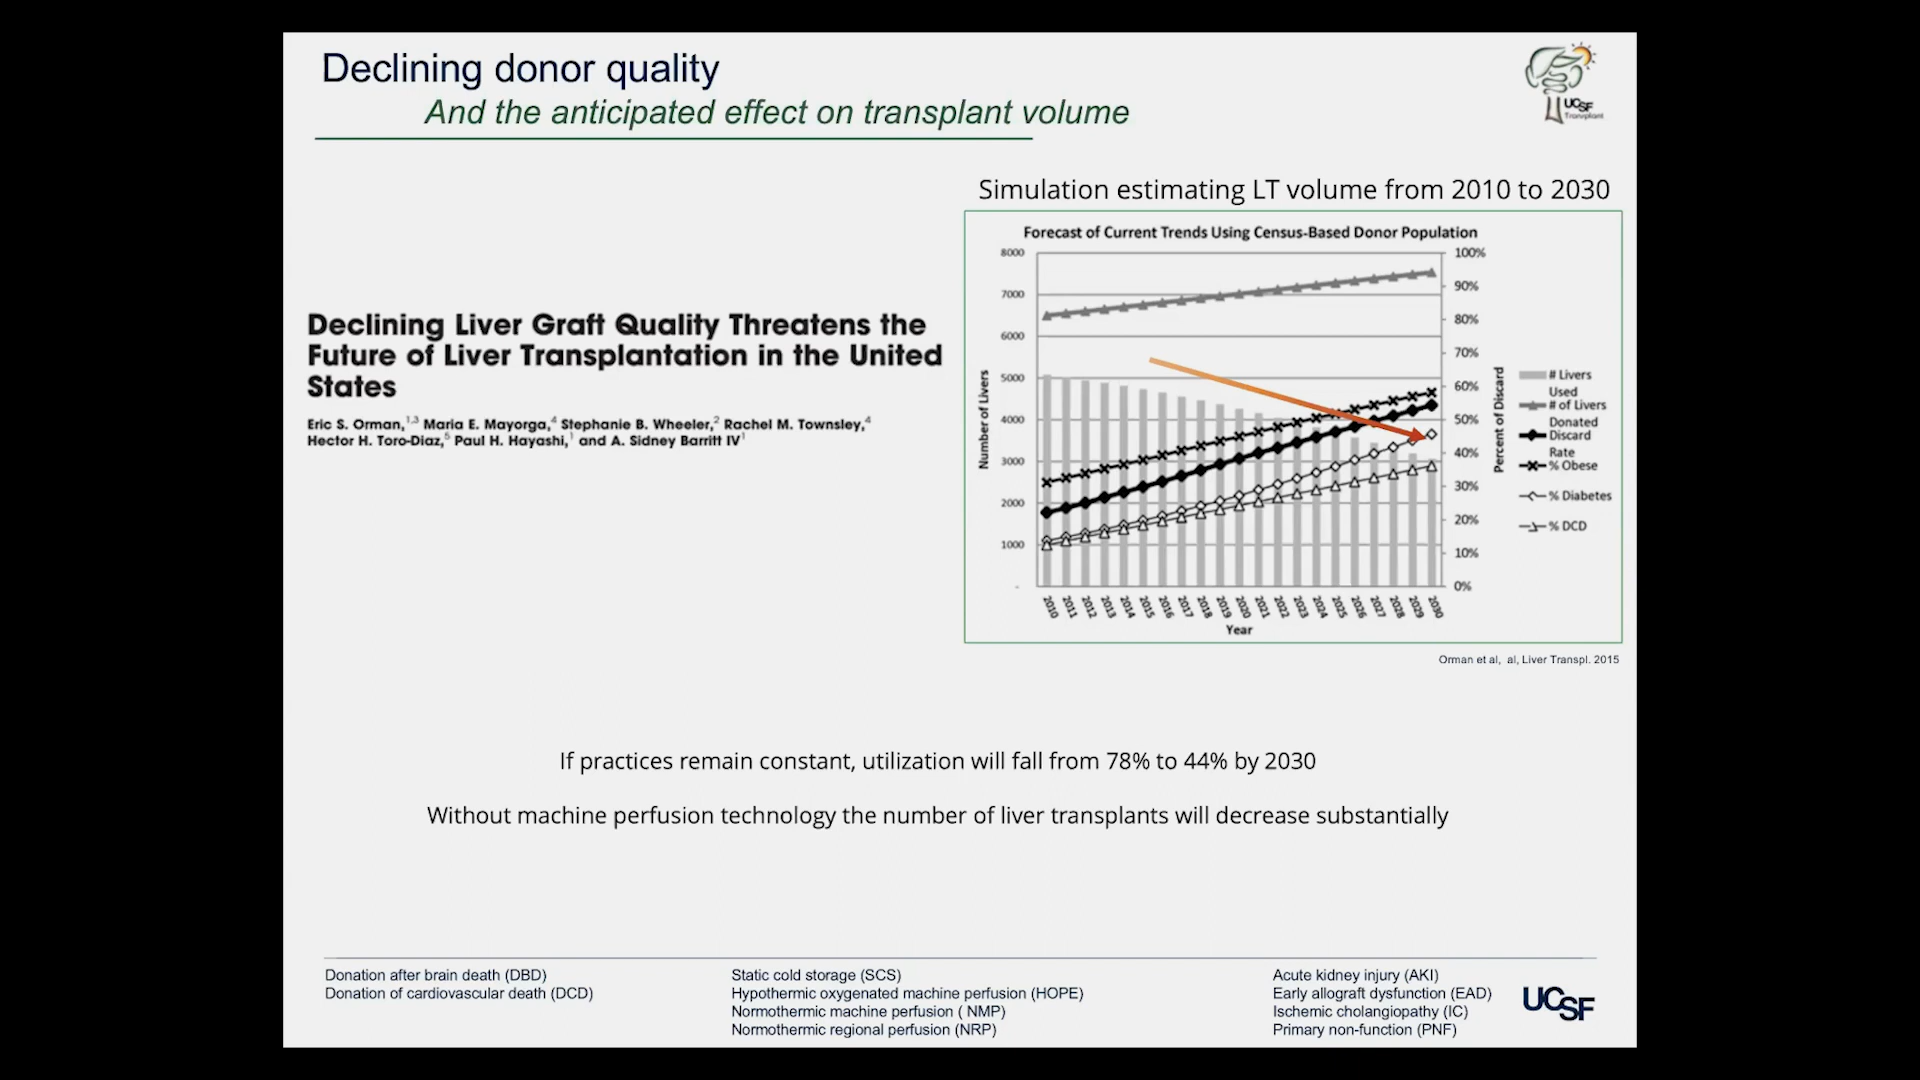 Declining donor quality
And the anticipated effect on transplant volume
UCSF
Transplant
Simulation estimating LT volume from 2010 to 2030
Declining Liver Graft Quality Threatens the
Future of Liver Transplantation in the United
States
Eric S. Orman,1,3 Maria E. Mayorga,4 Stephanie B. Wheeler,2 Rachel M. Townsley,4
Hector H. Toro-Diaz,5 Paul H. Hayashi,1 and A. Sidney Barritt IV1
Forecast of Current Trends Using Census-Based Donor Population
8000
7000
6000
5000
4000
3000
2000
1000
-
Number of Livers
100%
90%
80%
70%
60%
50%
40%
30%
20%
10%
0%
Percent of Discard
# Livers
Used
# of Livers
Donated
Discard
Rate
% Obese
% Diabetes
% DCD
2010 2011 2012 2013 2014 2015 2016 2017 2018 2019 2020 2021 2022 2023 2024 2025 2026 2027 2028 2029 2030
Year
Orman et al, al, Liver Transpl. 2015
If practices remain constant, utilization will fall from 78% to 44% by 2030
Without machine perfusion technology the number of liver transplants will decrease substantially
Donation after brain death (DBD)
Donation of cardiovascular death (DCD)
Static cold storage (SCS)
Hypothermic oxygenated machine perfusion (HOPE)
Normothermic machine perfusion ( NMP)
Normothermic regional perfusion (NRP)
Acute kidney injury (AKI)
Early allograft dysfunction (EAD)
Ischemic cholangiopathy (IC)
Primary non-function (PNF)
UCSF